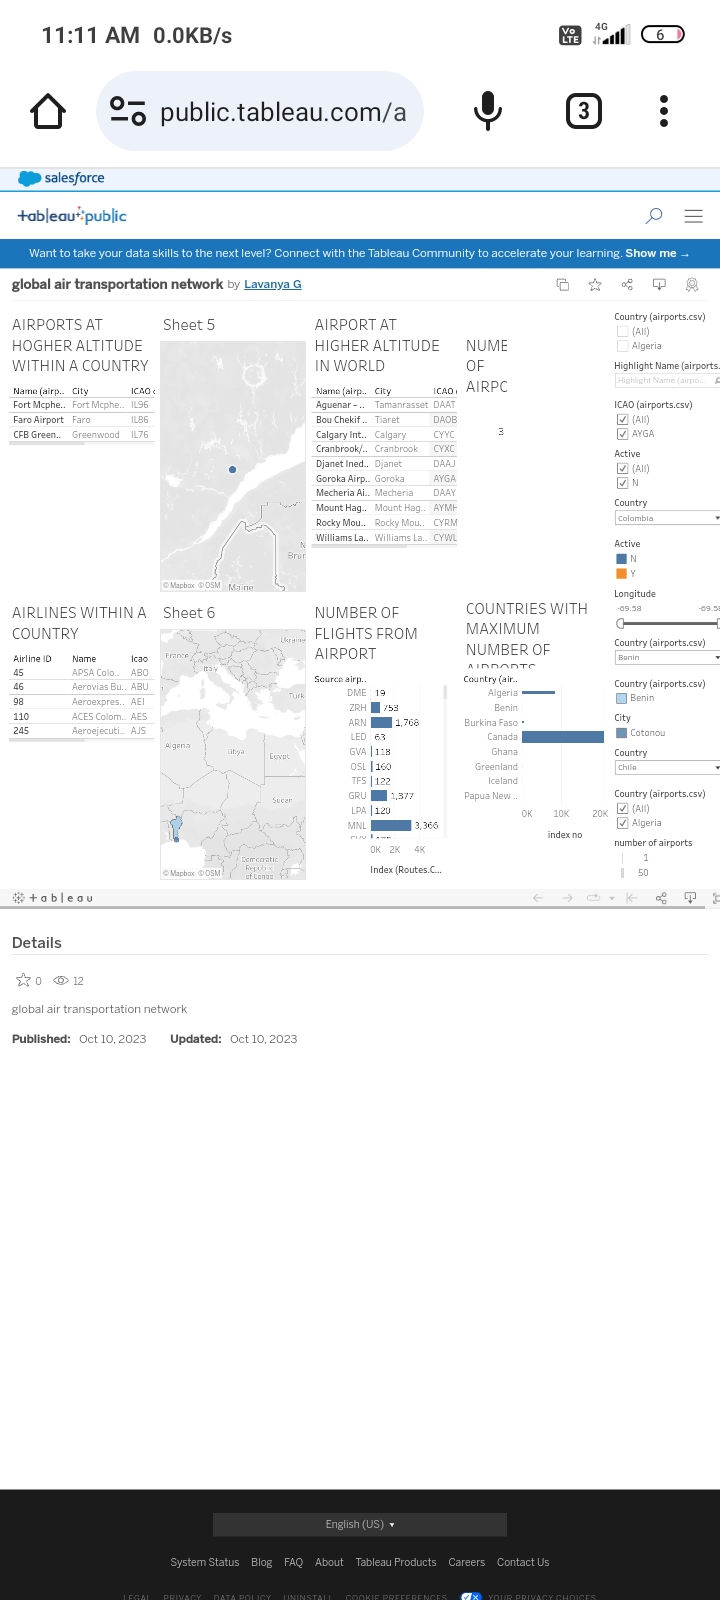 11:11 AM 0.0KB/s
Vo LTE 4G 6
public.tableau.com/a
3
salesforce
+ableau+public
Want to take your data skills to the next level? Connect with the Tableau Community to accelerate your learning. Show me →
global air transportation network by Lavanya G
AIRPORTS AT
HOGHER ALTITUDE
WITHIN A COUNTRY
Name (airp.. City ICAO
Fort Mcphe.. Fort Mcphe.. IL96
Faro Airport Faro IL86
CFB Green.. Greenwood IL76
Sheet 5
Maine
© Mapbox © OSM
AIRPORT AT
HIGHER ALTITUDE
IN WORLD
Name (airp.. City ICAO
Aguenar – .. Tamanrasset DAAT
Bou Chekif .. Tiaret DAOB
Calgary Int.. Calgary CYYC
Cranbrook/.. Cranbrook CYXC
Djanet Ined.. Djanet DAAJ
Goroka Airp.. Goroka AYGA
Mecheria Ai.. Mecheria DAAY
Mount Hag.. Mount Hag.. AYMH
Rocky Mou.. Rocky Mou.. CYRM
Williams La.. Williams La.. CYWL
NUME
OF
AIRPC
3
Country (airports.csv)
(All)
Algeria
Highlight Name (airports.
Highlight Name (airpo...
ICAO (airports.csv)
(All)
AYGA
Active
(All)
N
Country
Colombia
Active
N
Y
Longitude
-69.58 -69.58
Country (airports.csv)
Benin
Country (airports.csv)
Benin
City
Cotonou
Country
Chile
Country (airports.csv)
(All)
Algeria
number of airports
1
50
AIRLINES WITHIN A
COUNTRY
Airline ID Name Icao
45 APSA Colo.. ABO
46 Aerovias Bu.. ABU
98 Aeroexpres.. AEI
110 ACES Colom.. AES
245 Aeroejecuti.. AJS
Sheet 6
Ukraine
France
Italy
Turk
Algeria
Libya
Egypt
Sudan
Democratic
Republic
of Congo
© Mapbox © OSM
NUMBER OF
FLIGHTS FROM
AIRPORT
Source airp..
DME 19
ZRH 753
ARN 1,768
LED 63
GVA 118
OSL 160
TFS 122
GRU 1,377
LPA 120
MNL 3,366
0K 2K 4K
Index (Routes.C...
COUNTRIES WITH
MAXIMUM
NUMBER OF
AIRPORTS
Country (air..
Algeria
Benin
Burkina Faso
Canada
Ghana
Greenland
Iceland
Papua New ..
0K 10K 20K
index no
+ a b l e a u
Details
0 12
global air transportation network
Published: Oct 10, 2023 Updated: Oct 10, 2023
English (US)
System Status Blog FAQ About Tableau Products Careers Contact Us
LEGAL PRIVACY DATA POLICY UNINSTALL COOKIE PREFERENCES YOUR PRIVACY CHOICES